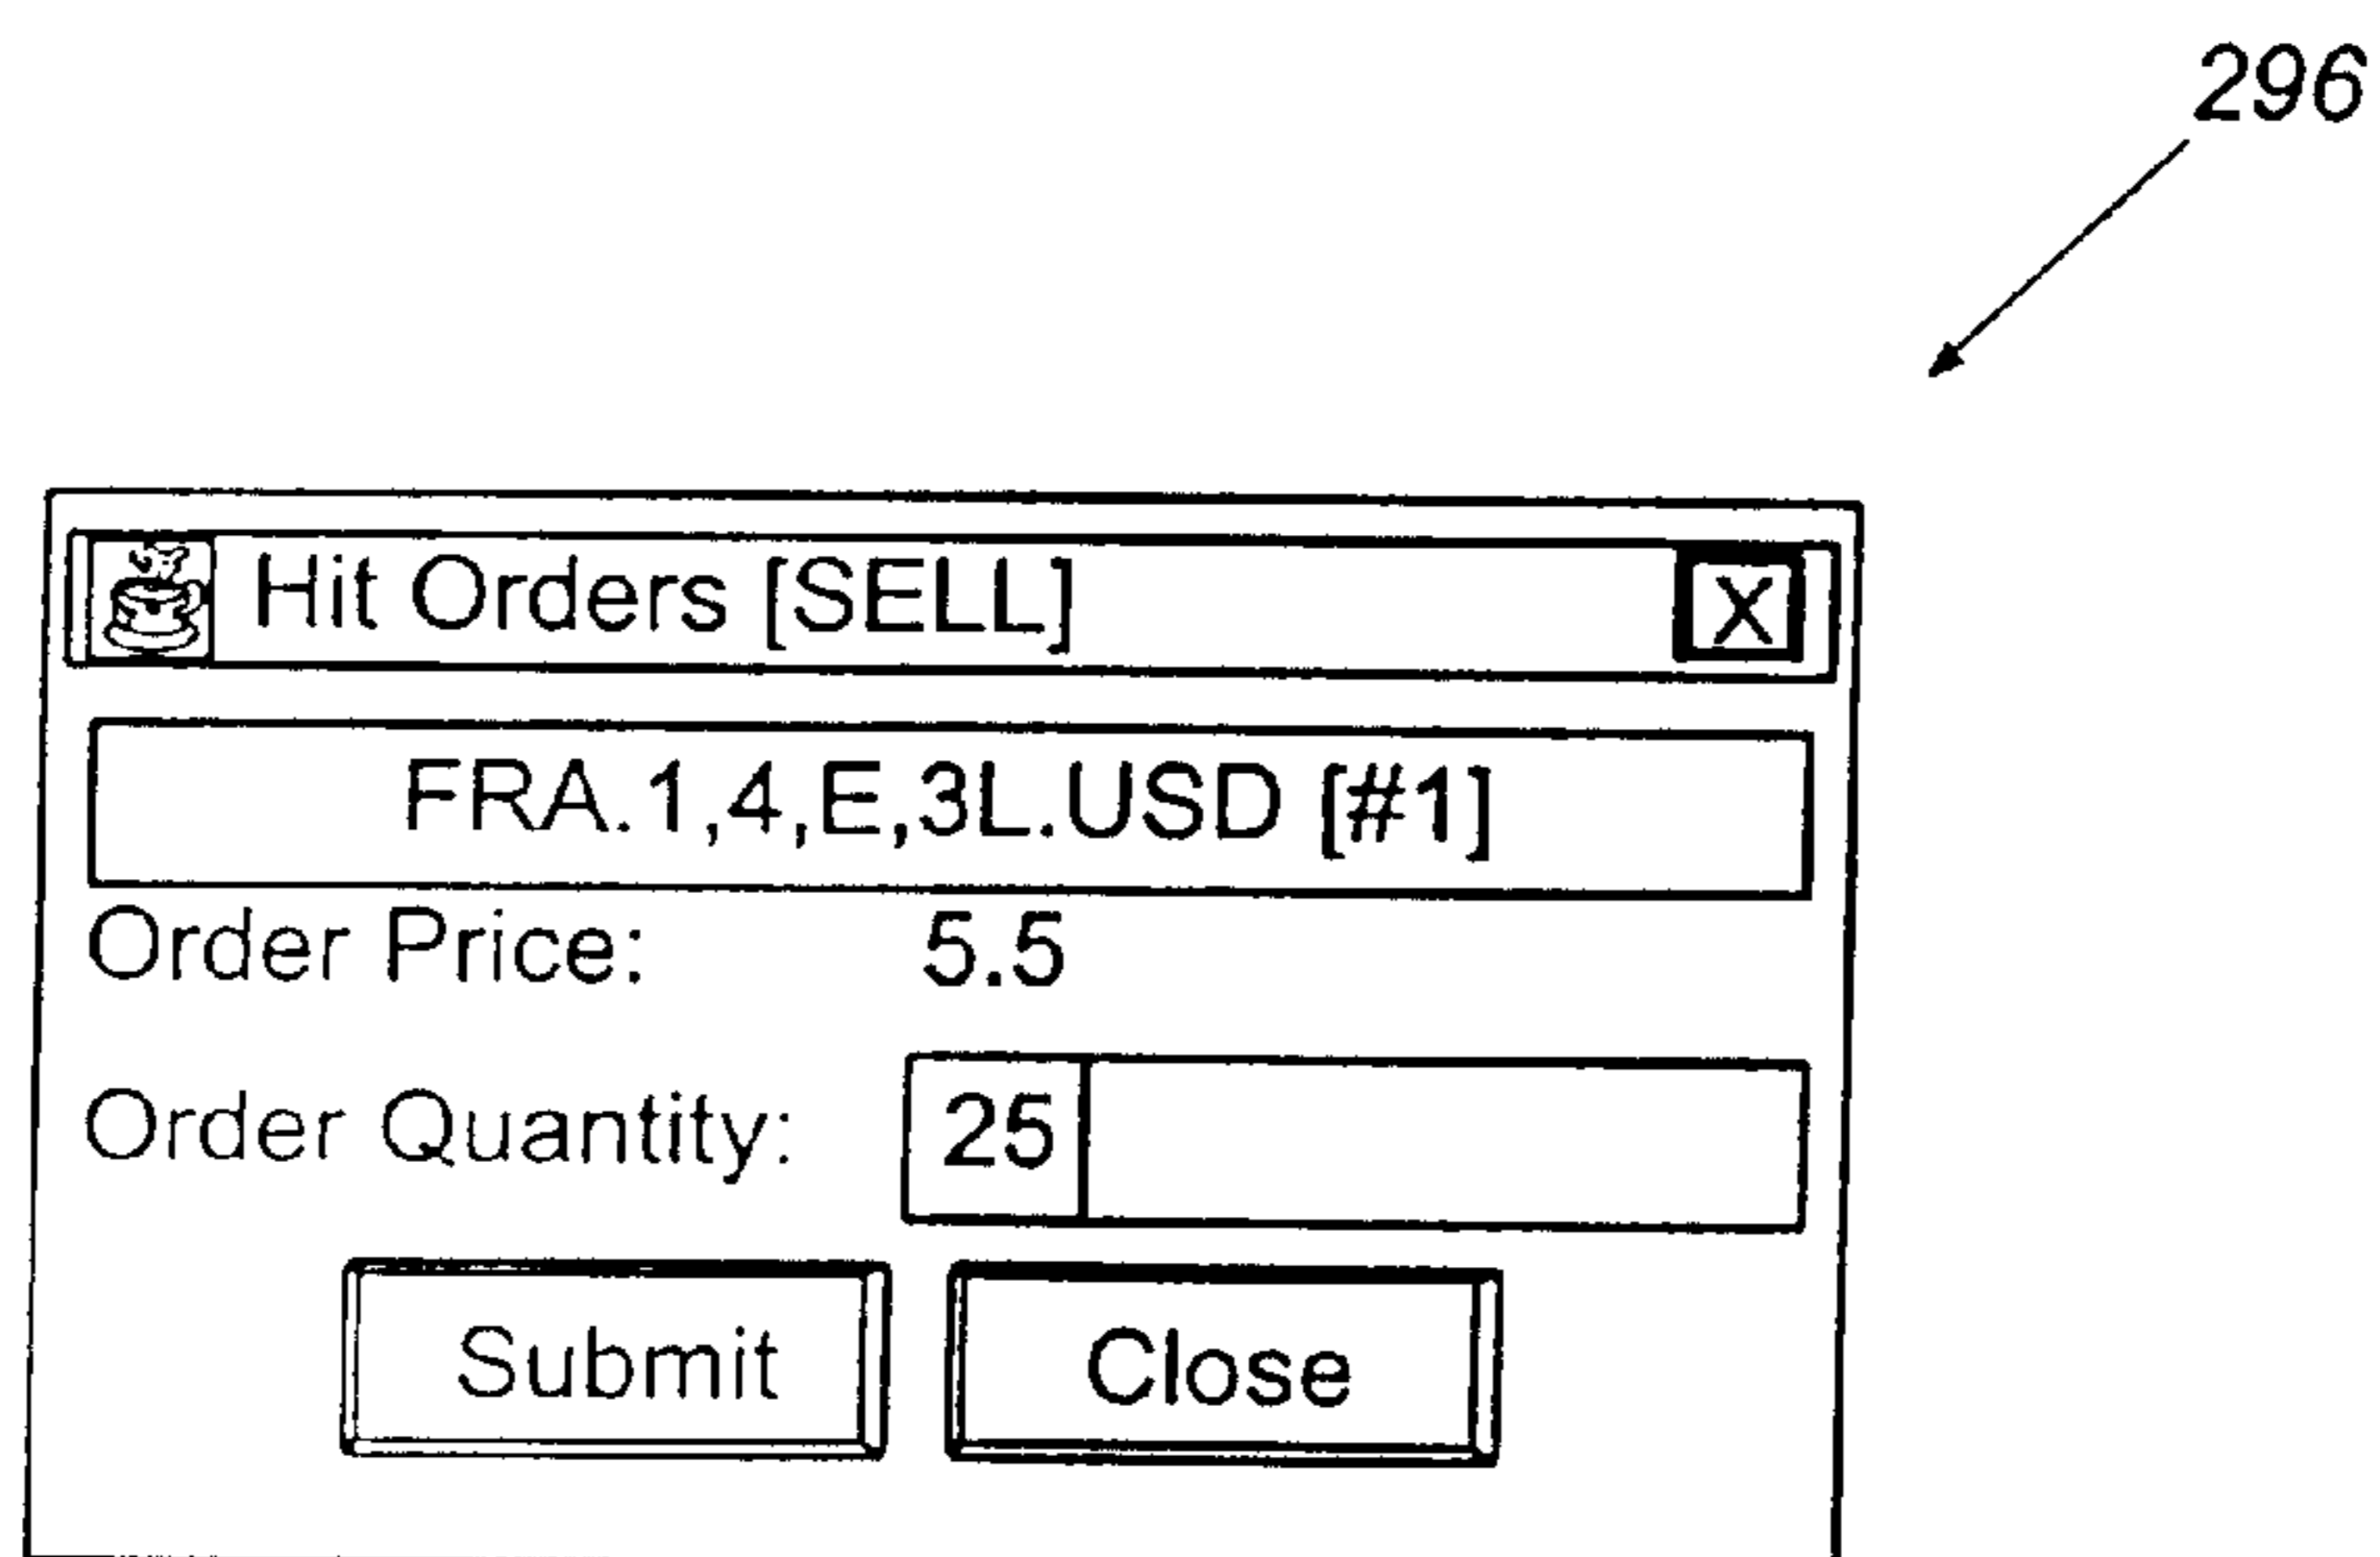 296
Hit Orders [SELL] X
FRA.1,4,E,3L.USD [#1]
Order Price: 5.5
Order Quantity: 25
Submit Close